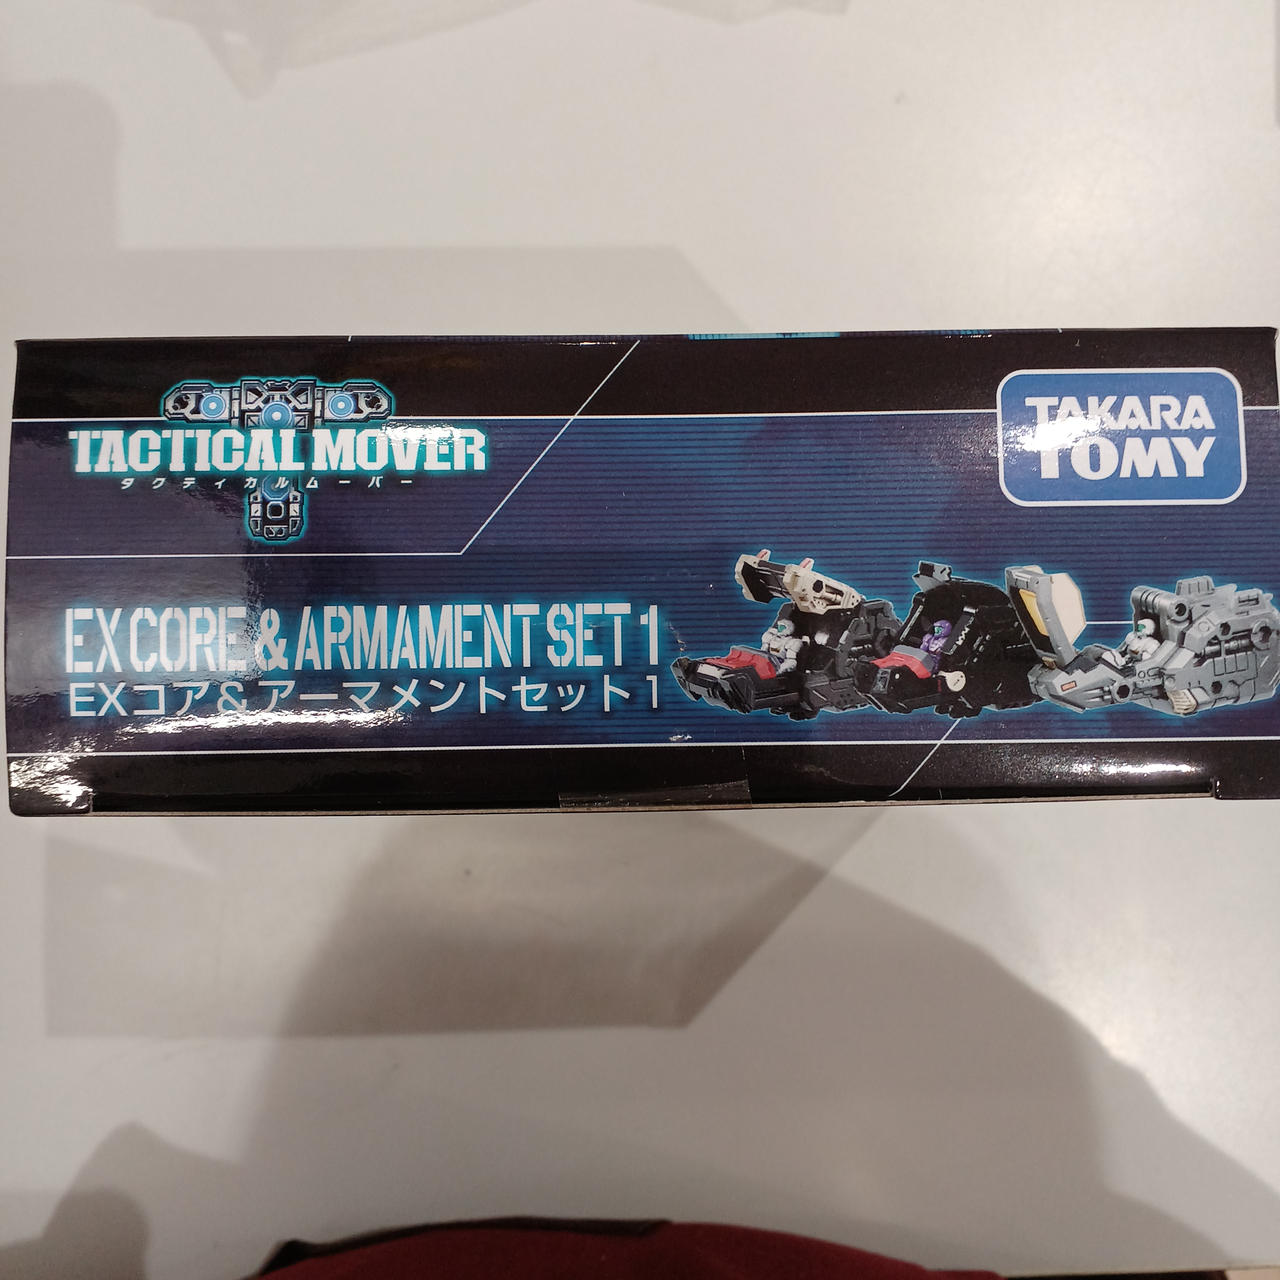 TACTICAL MOVER
タクティカルムーバー
TAKARA
TOMY
EX CORE & ARMAMENT SET 1
EXコア&アーマメントセット1